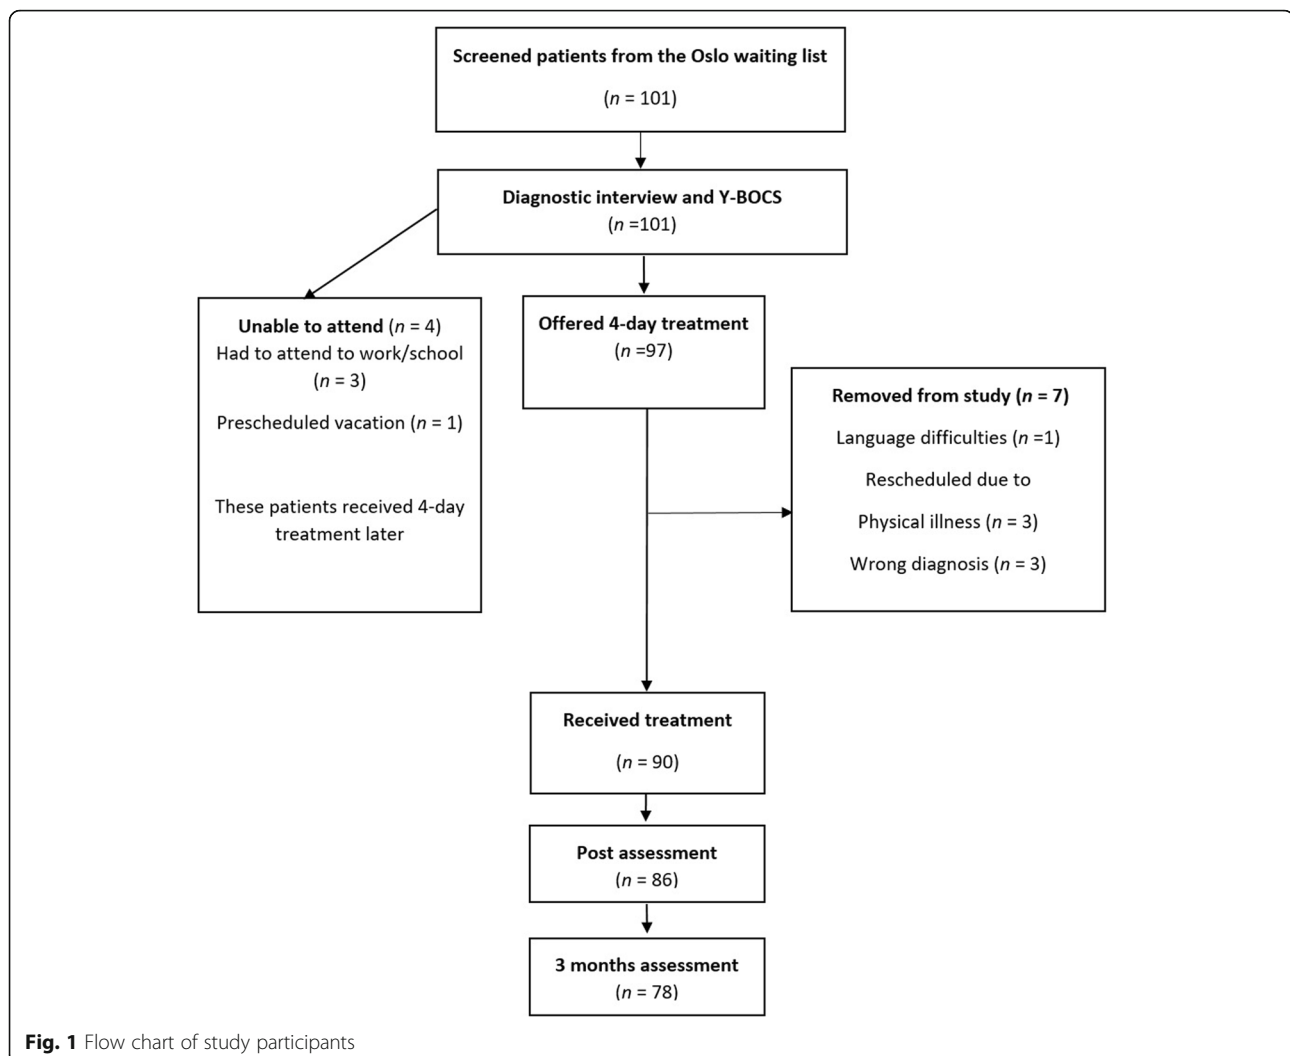 Screened patients from the Oslo waiting list
(n = 101)
Diagnostic interview and Y-BOCS
(n =101)
Unable to attend (n = 4)
Had to attend to work/school
(n = 3)
Prescheduled vacation (n = 1)
These patients received 4-day
treatment later
Offered 4-day treatment
(n =97)
Removed from study (n = 7)
Language difficulties (n =1)
Rescheduled due to
Physical illness (n = 3)
Wrong diagnosis (n = 3)
Received treatment
(n = 90)
Post assessment
(n = 86)
3 months assessment
(n = 78)
Fig. 1 Flow chart of study participants